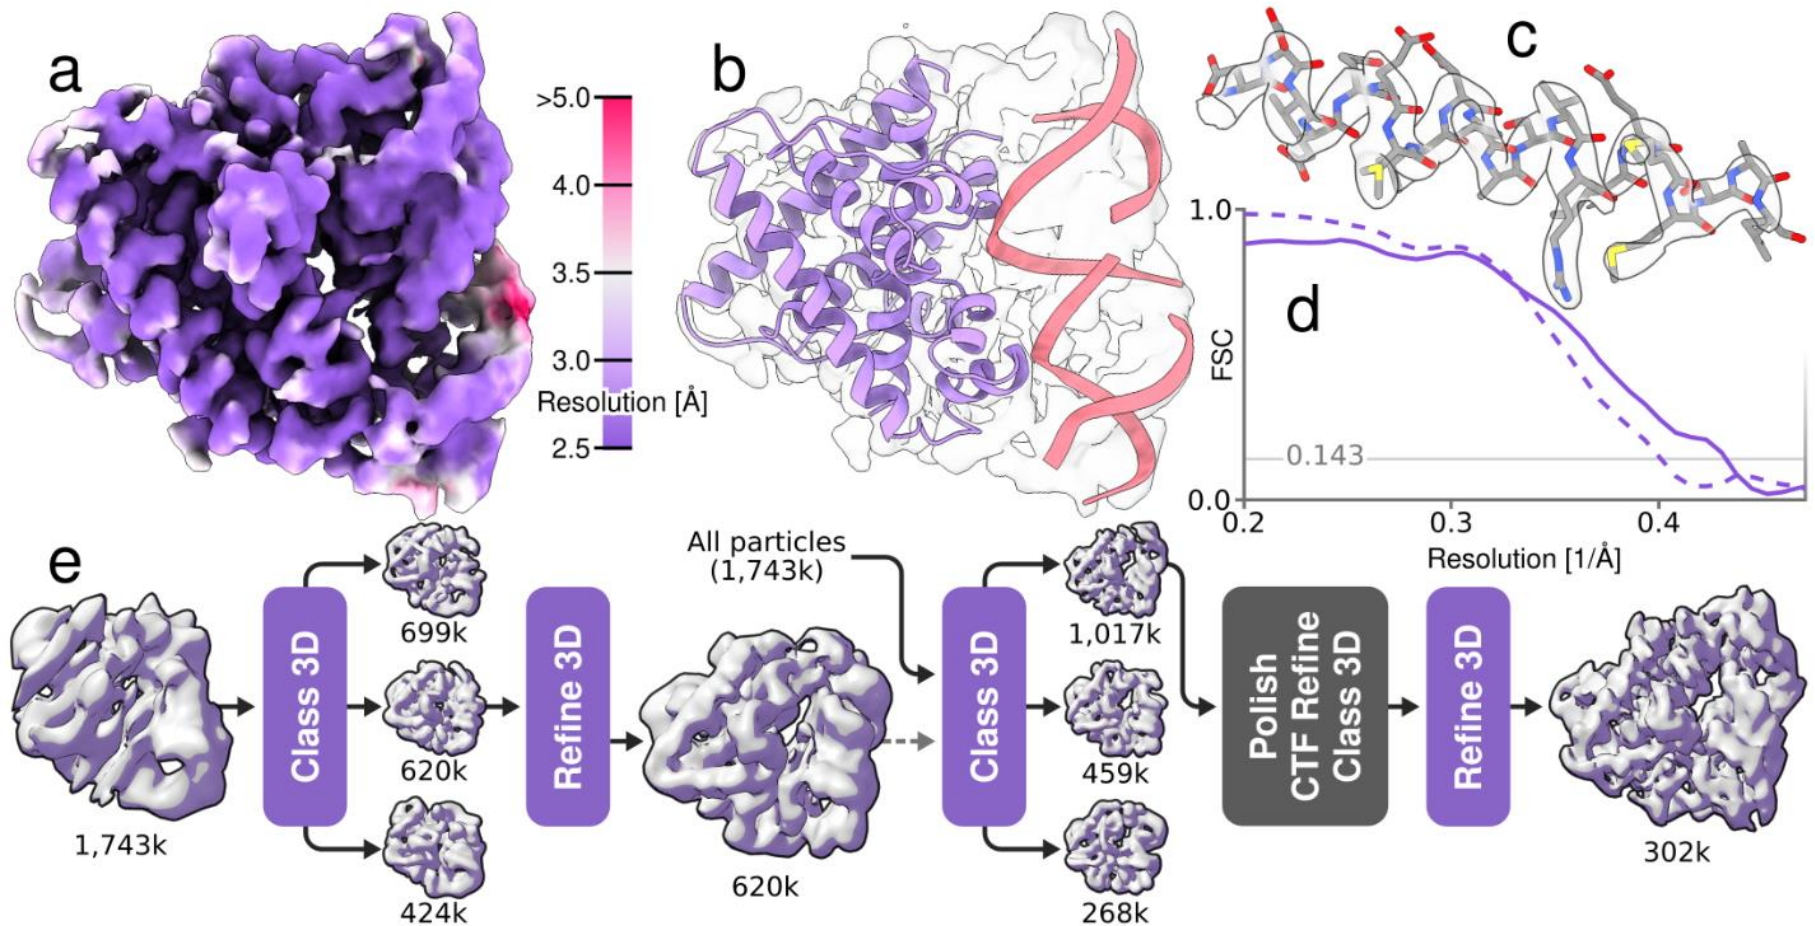 a
>5.0
4.0
3.5
3.0
Resolution [Å]
2.5
b
c
1.0
d
FSC
0.143
0.0
0.2
0.3
0.4
Resolution [1/Å]
e
1,743k
Class 3D
699k
620k
424k
Refine 3D
620k
All particles
(1,743k)
Class 3D
1,017k
459k
268k
Polish
CTF Refine
Class 3D
Refine 3D
302k